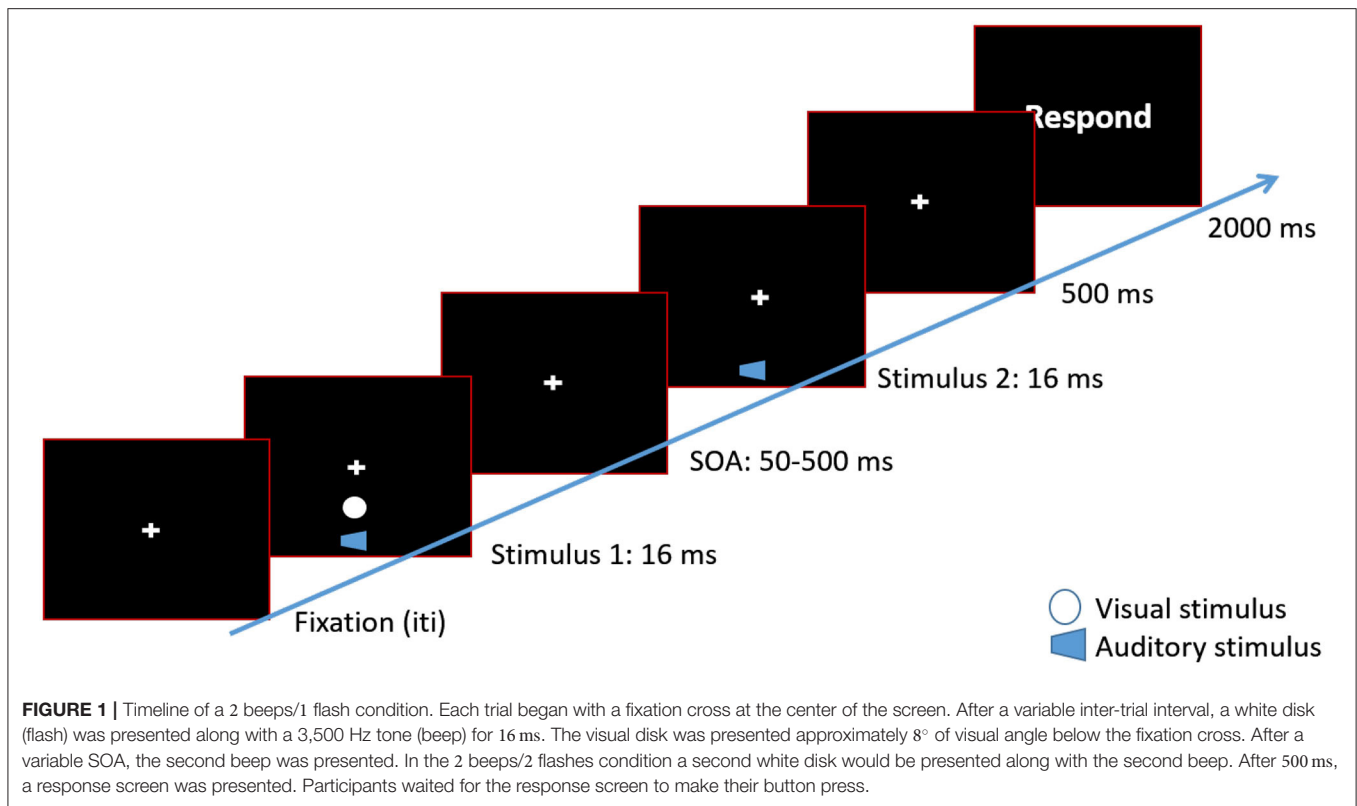 Respond
2000 ms
500 ms
Stimulus 2: 16 ms
SOA: 50-500 ms
Stimulus 1: 16 ms
Fixation (iti)
Visual stimulus
Auditory stimulus
FIGURE 1 | Timeline of a 2 beeps/1 flash condition. Each trial began with a fixation cross at the center of the screen. After a variable inter-trial interval, a white disk
(flash) was presented along with a 3,500 Hz tone (beep) for 16 ms. The visual disk was presented approximately 8° of visual angle below the fixation cross. After a
variable SOA, the second beep was presented. In the 2 beeps/2 flashes condition a second white disk would be presented along with the second beep. After 500 ms,
a response screen was presented. Participants waited for the response screen to make their button press.